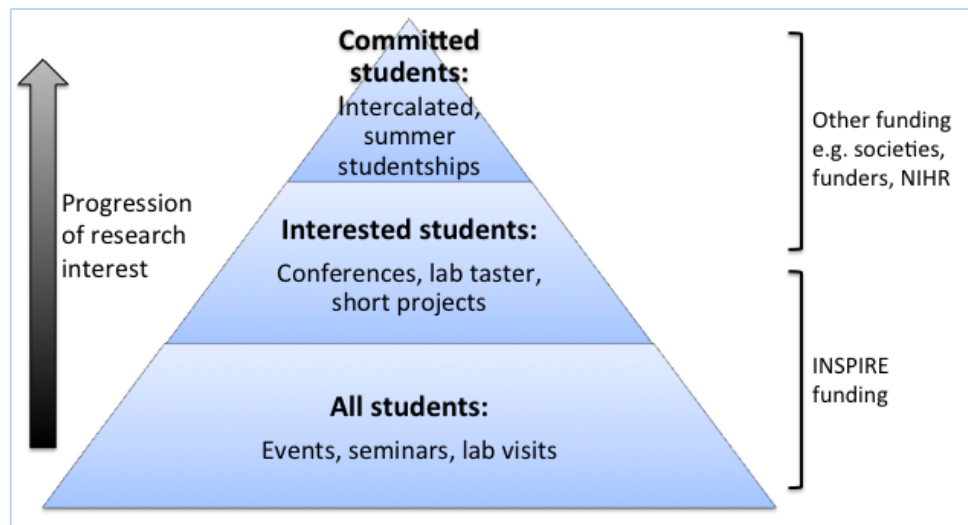 Committed
students:
Intercalated,
summer
studentships
Other funding
e.g. societies,
funders, NIHR
Progression
of research
interest
Interested students:
Conferences, lab taster,
short projects
INSPIRE
funding
All students:
Events, seminars, lab visits